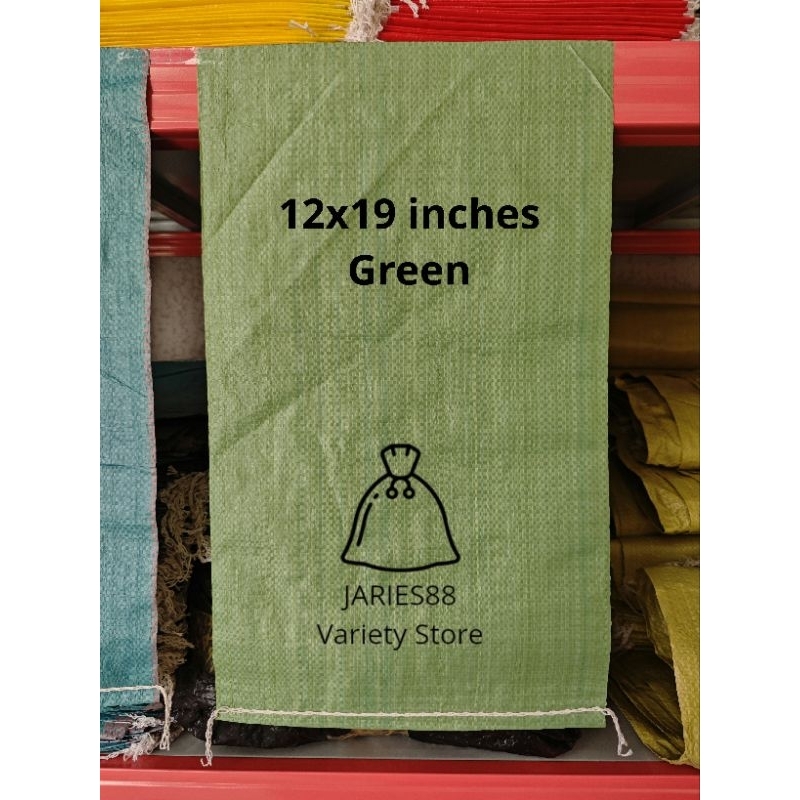 12x19 inches
Green
JARIES88
Variety Store